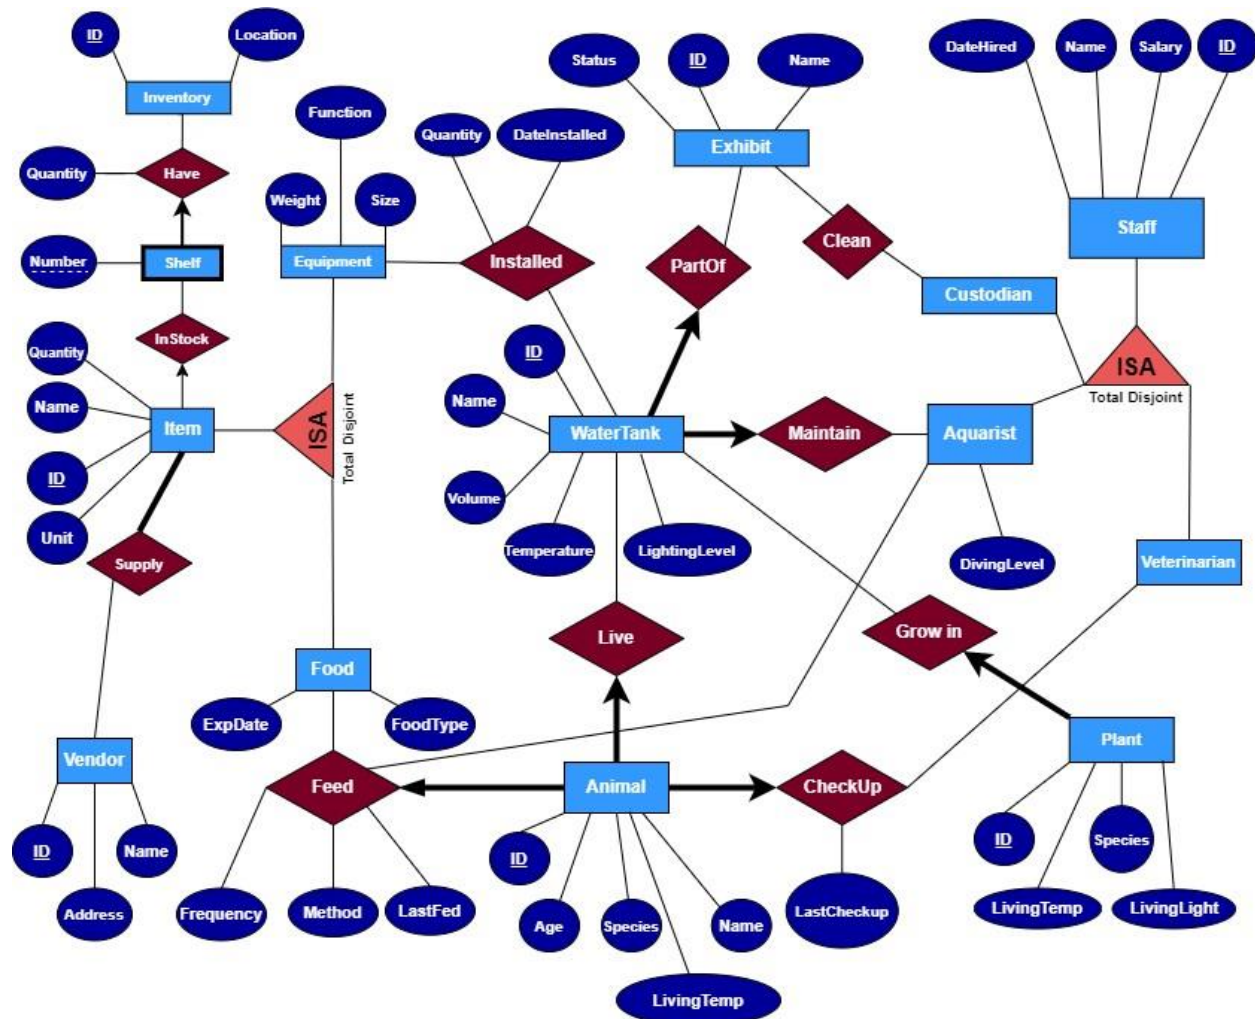 ID
Location
Inventory
Quantity
Have
Number
Shelf
InStock
Quantity
Name
Item
ID
Unit
Supply
Vendor
ID
Name
Address
Function
Weight
Size
Equipment
ISA
Total Disjoint
Food
ExpDate
FoodType
Feed
Frequency
Method
LastFed
Quantity
DateInstalled
Installed
Status
ID
Name
Exhibit
PartOf
Clean
Custodian
DateHired
Name
Salary
ID
Staff
ISA
Total Disjoint
ID
Name
WaterTank
Volume
Temperature
LightingLevel
Maintain
Aquarist
DivingLevel
Veterinarian
Live
Grow in
Animal
ID
Age
Species
LivingTemp
Name
CheckUp
LastCheckup
Plant
ID
Species
LivingTemp
LivingLight